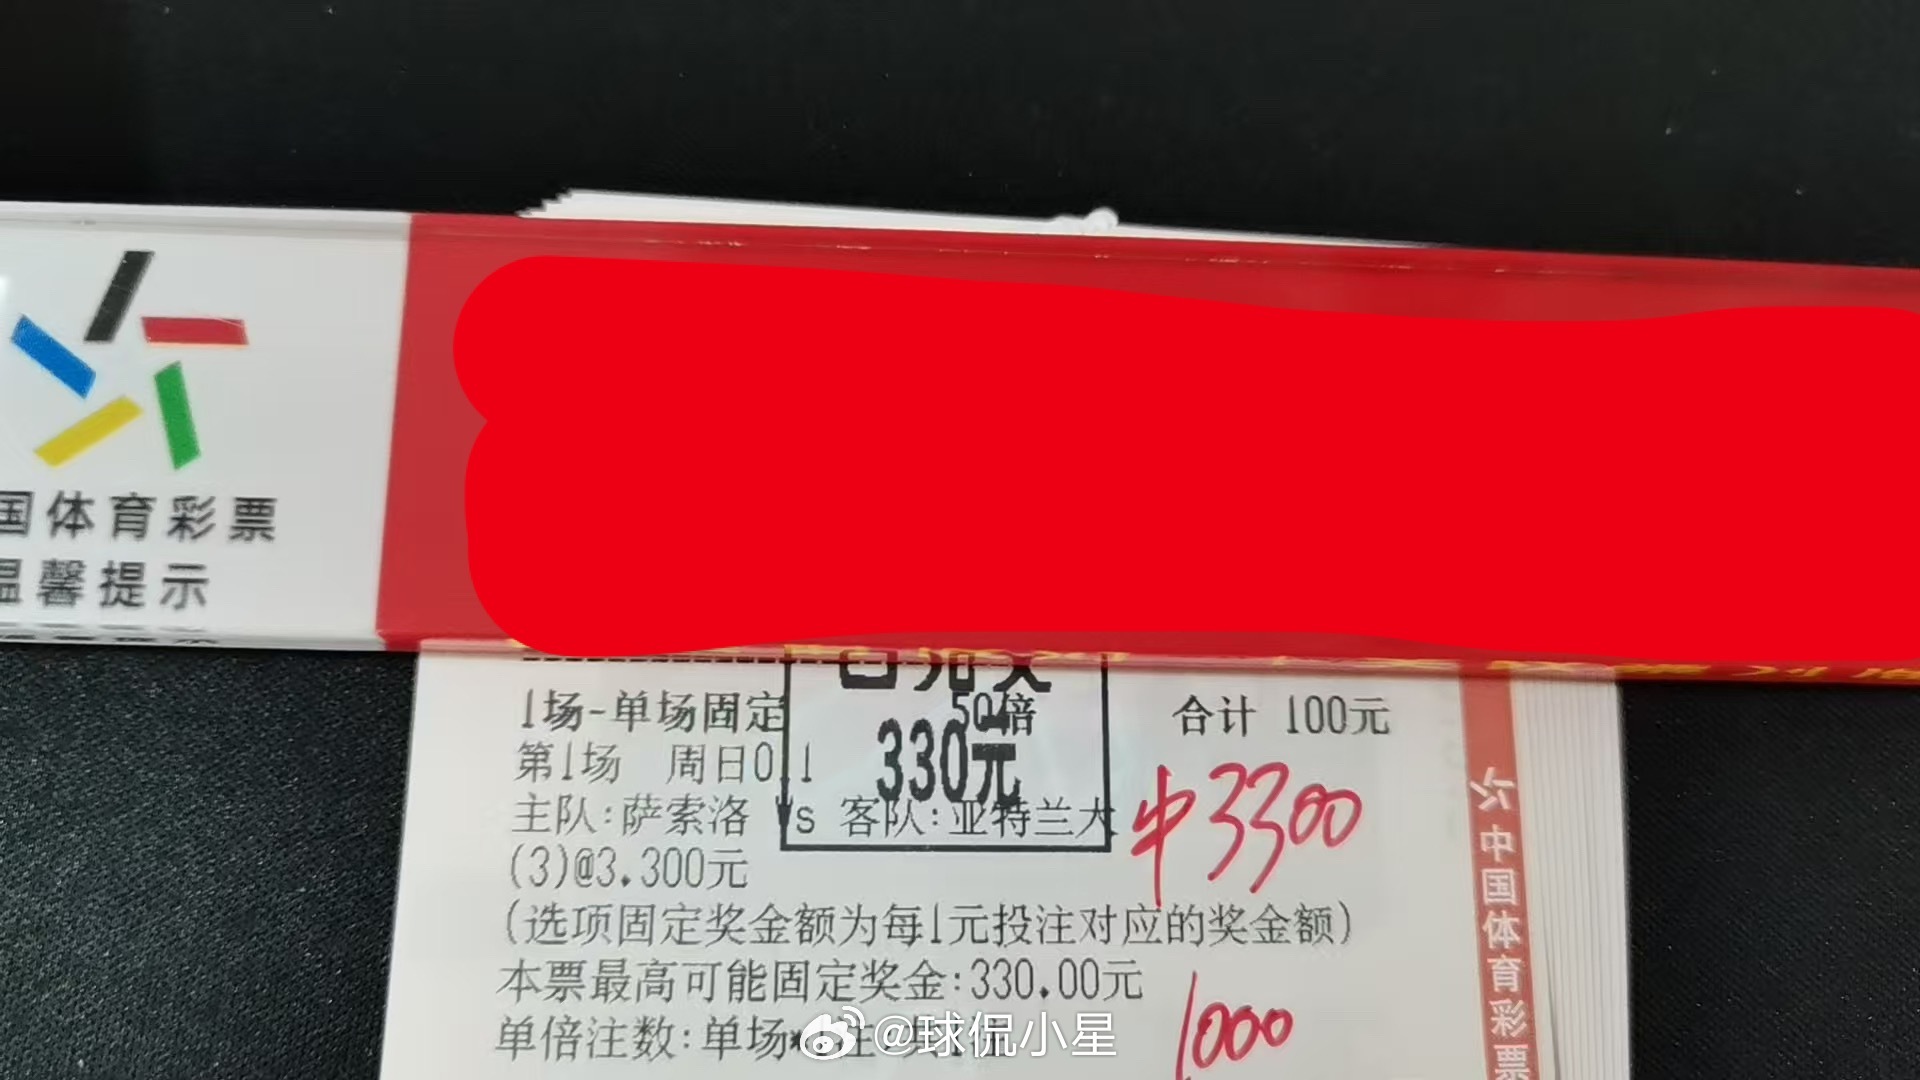 国体育彩票
温馨提示
已兑奖
330元
1场-单场固定
50倍
合计 100元
第1场 周日0
1
主队:萨索洛 Vs 客队:亚特兰大
中3300
(3)@3.300元
(选项固定奖金额为每1元投注对应的奖金额)
本票最高可能固定奖金:330.00元
单倍注数:单场
1000
中国体育彩票
@球侃小星